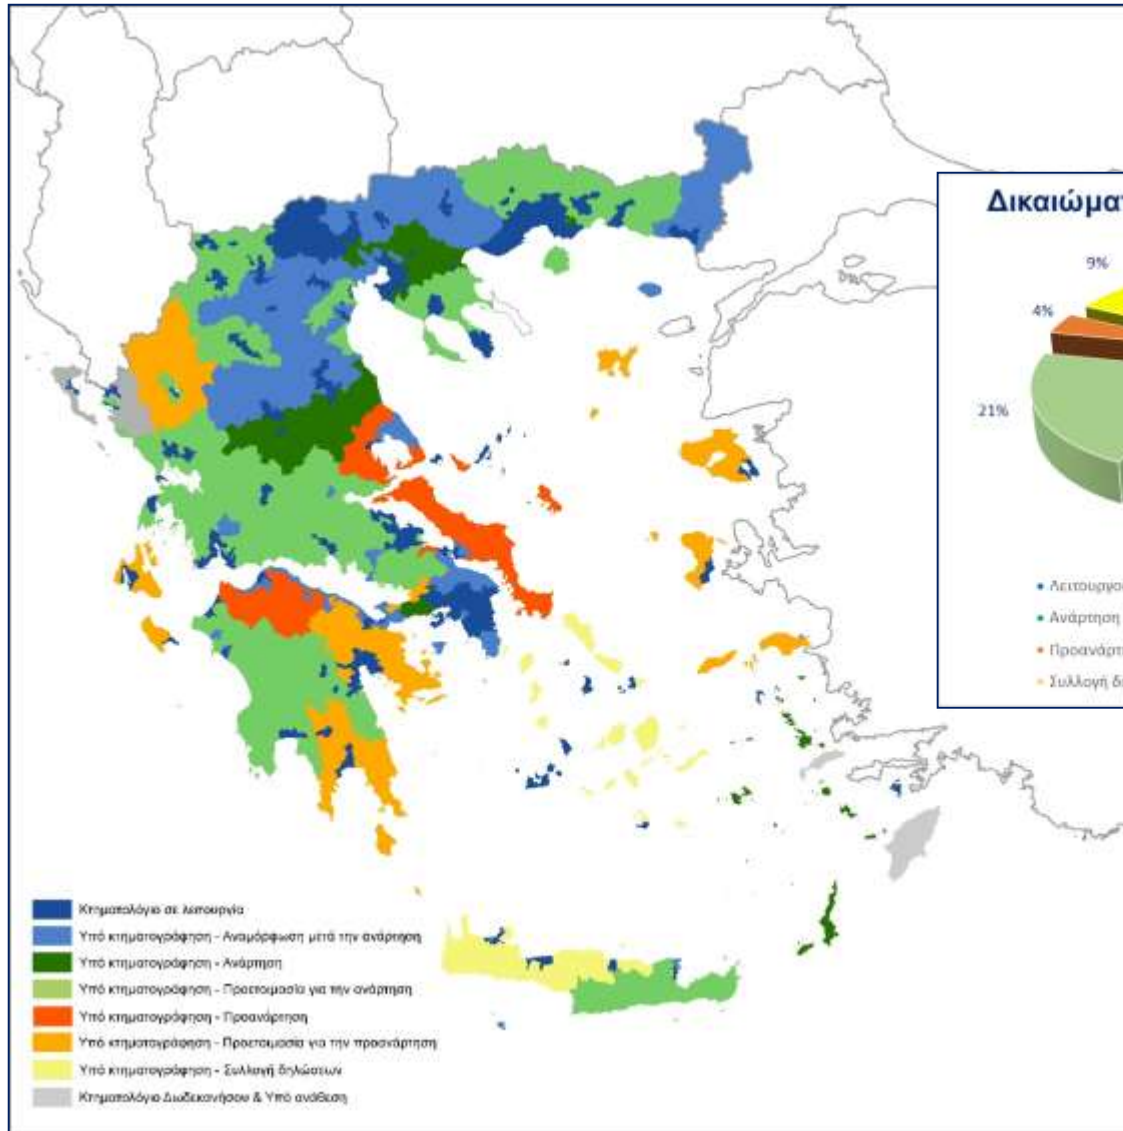 Δικαιώματ
9%
4%
21%
• Λειτουργο
• Ανάρτηση
• Προανάρτ
• Συλλογή δ
Κτηματολόγιο σε λειτουργία
Υπό κτηματογράφηση - Αναμόρφωση μετά την ανάρτηση
Υπό κτηματογράφηση - Ανάρτηση
Υπό κτηματογράφηση - Προετοιμασία για την ανάρτηση
Υπό κτηματογράφηση - Προανάρτηση
Υπό κτηματογράφηση - Προετοιμασία για την προανάρτηση
Υπό κτηματογράφηση - Συλλογή δηλώσεων
Κτηματολόγιο Δωδεκανήσου & Υπό ανάθεση